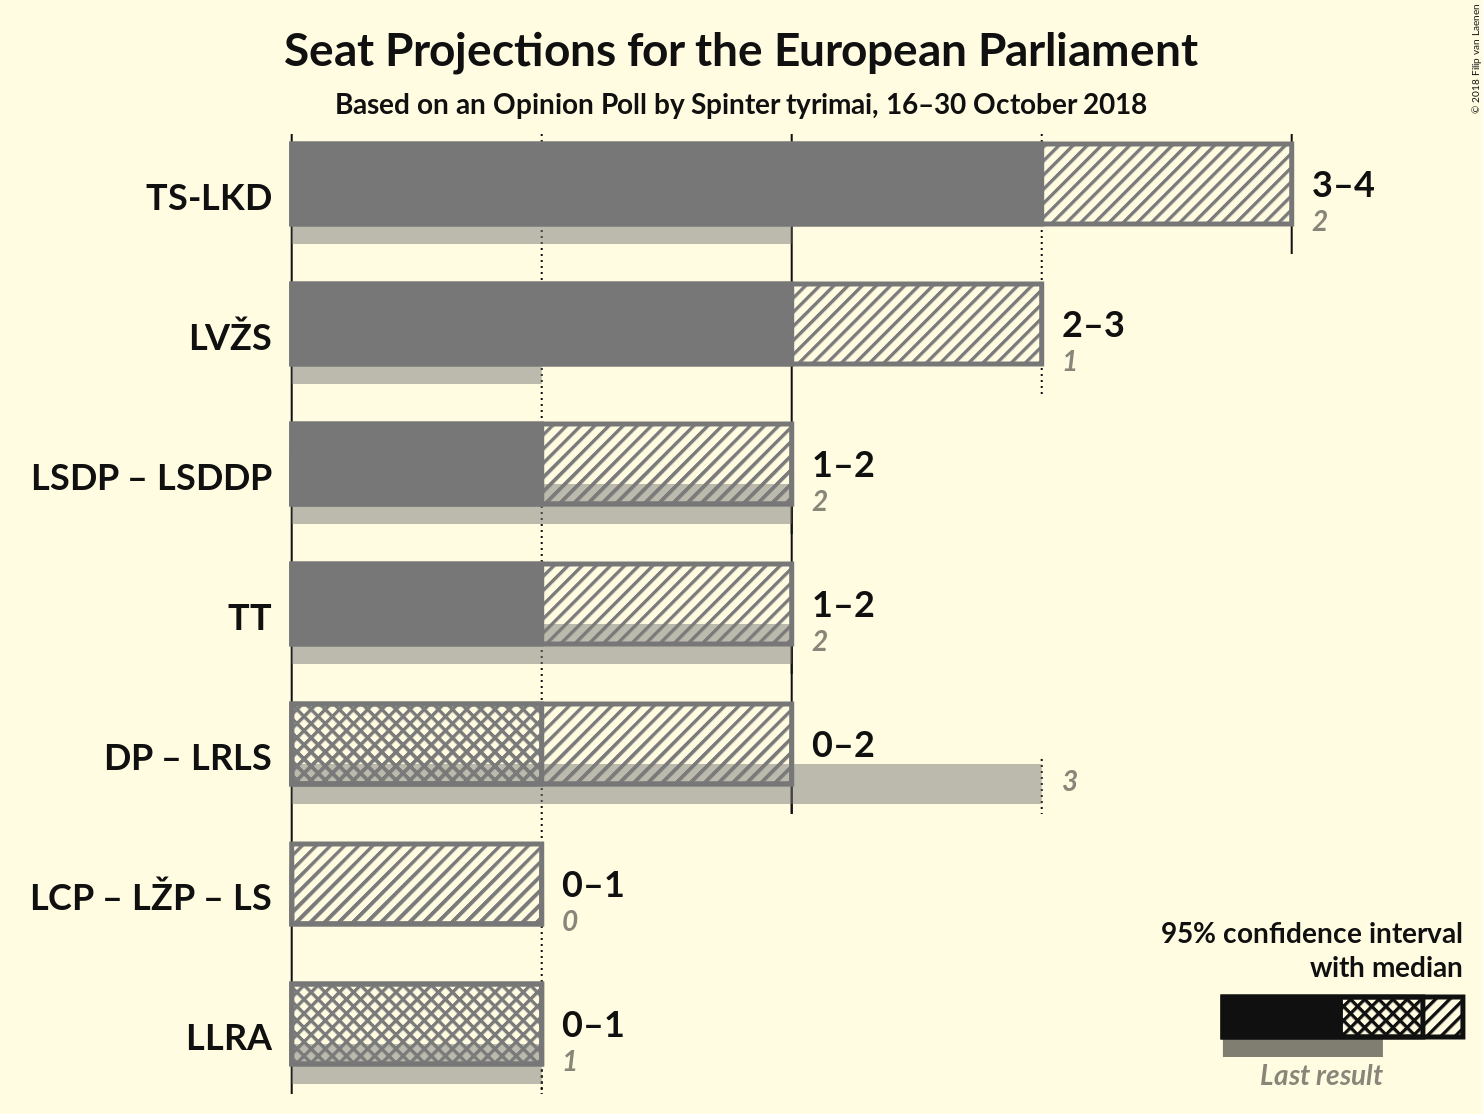 Seat Projections for the European Parliament
Based on an Opinion Poll by Spinter tyrimai, 16–30 October 2018
© 2018 Filip van Laenen
TS-LKD
3–4
2
LVŽS
2–3
1
LSDP – LSDDP
1–2
2
TT
1–2
2
DP – LRLS
0–2
3
LCP – LŽP – LS
0–1
0
LLRA
0–1
1
95% confidence interval
with median
Last result